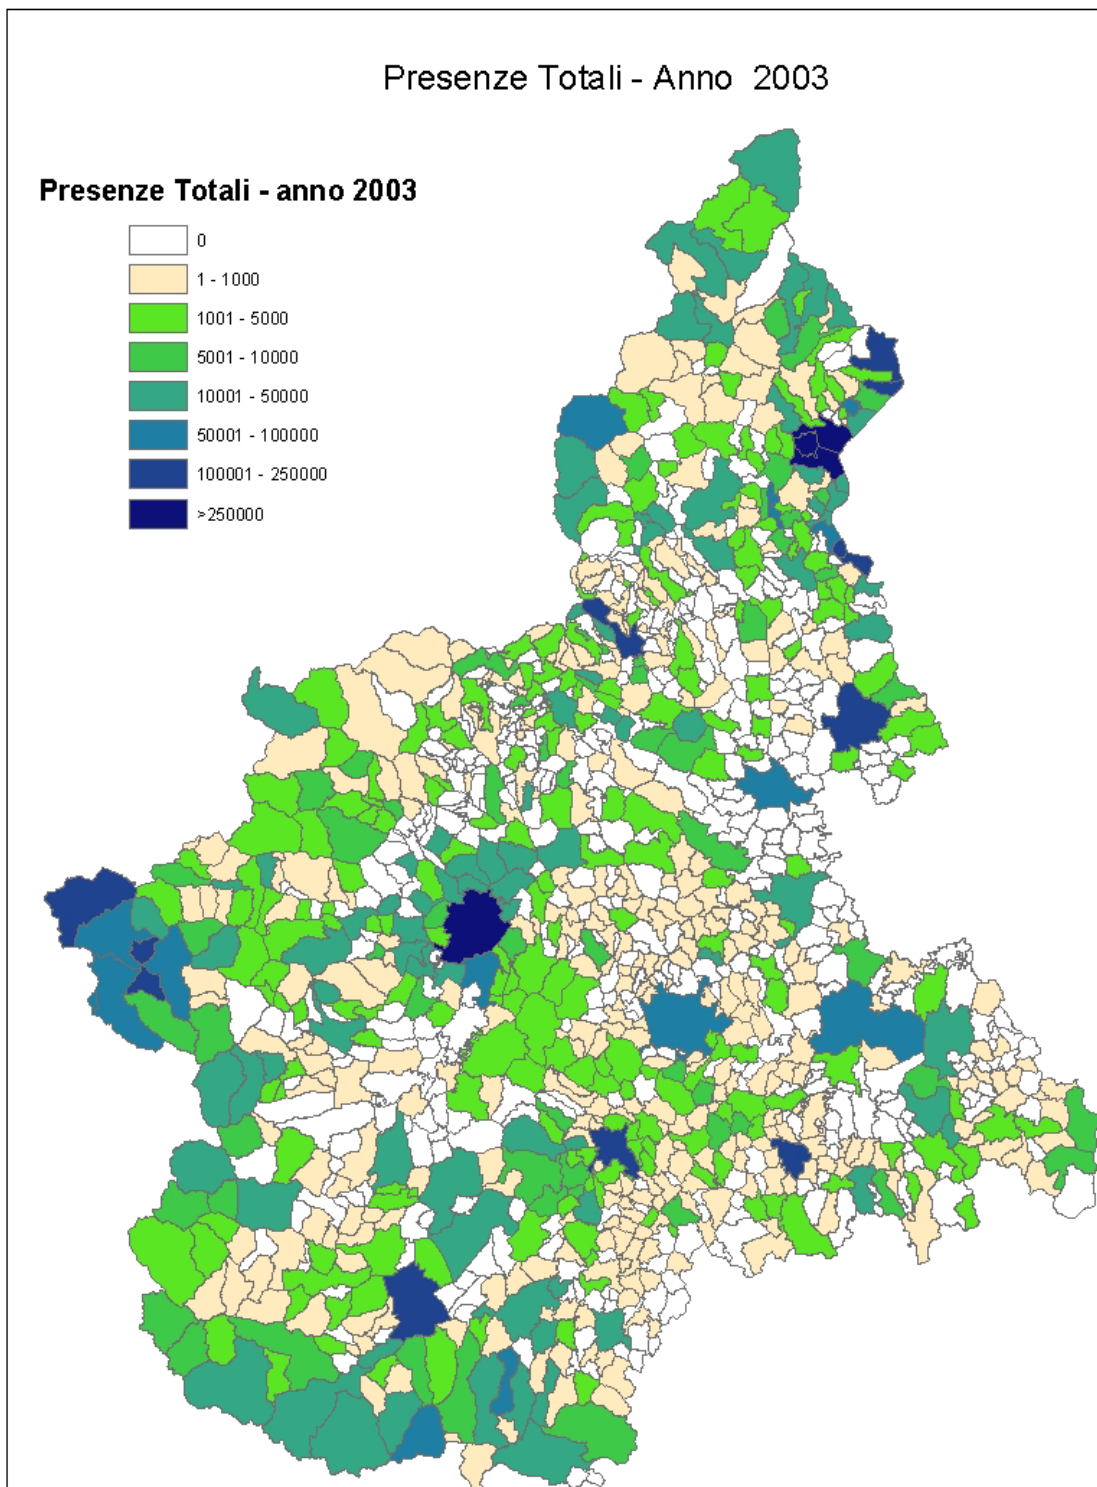 Presenze Totali - Anno 2003
Presenze Totali - anno 2003
0
1 - 1000
1001 - 5000
5001 - 10000
10001 - 50000
50001 - 100000
100001 - 250000
>250000